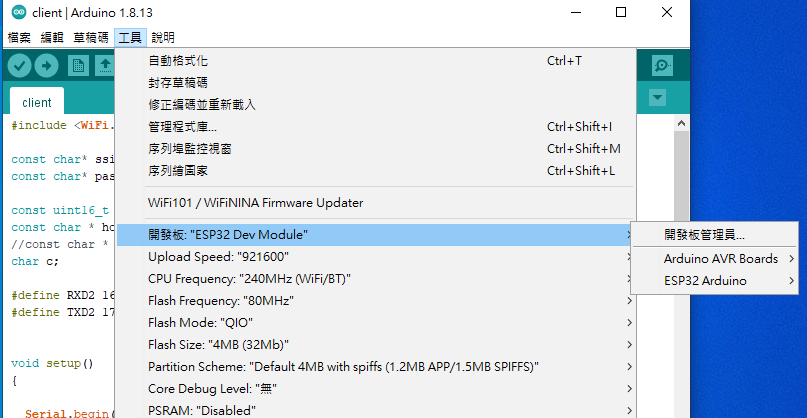 client | Arduino 1.8.13
檔案 編輯 草稿碼 工具 說明
自動格式化 Ctrl+T
封存草稿碼
client
修正編碼並重新載入
#include <WiFi.
管理程式庫... Ctrl+Shift+I
序列埠監控視窗 Ctrl+Shift+M
const char* ssi
序列繪圖家 Ctrl+Shift+L
const char* pas
WiFi101 / WiFiNINA Firmware Updater
const uint16_t
const char * ho
開發板: "ESP32 Dev Module"
開發板管理員...
//const char *
Upload Speed: "921600"
Arduino AVR Boards
char c;
CPU Frequency: "240MHz (WiFi/BT)"
ESP32 Arduino
#define RXD2 16
Flash Frequency: "80MHz"
#define TXD2 17
Flash Mode: "QIO"
Flash Size: "4MB (32Mb)"
void setup()
Partition Scheme: "Default 4MB with spiffs (1.2MB APP/1.5MB SPIFFS)"
{
Core Debug Level: "無"
Serial.begin(
PSRAM: "Disabled"